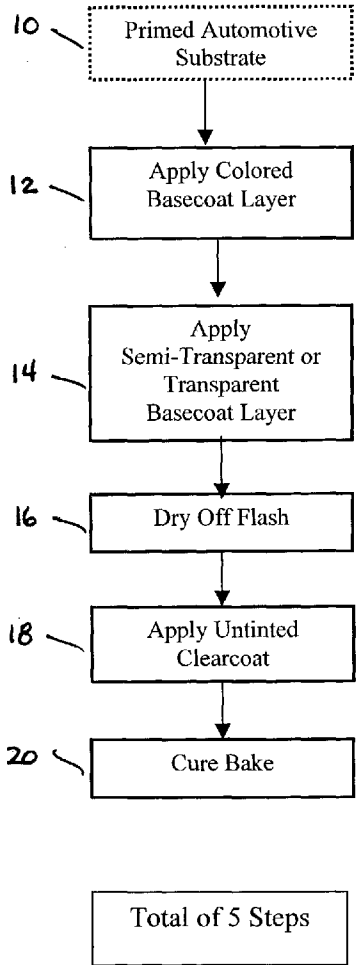 10
Primed Automotive
Substrate
12
Apply Colored
Basecoat Layer
14
Apply
Semi-Transparent or
Transparent
Basecoat Layer
16
Dry Off Flash
18
Apply Untinted
Clearcoat
20
Cure Bake
Total of 5 Steps